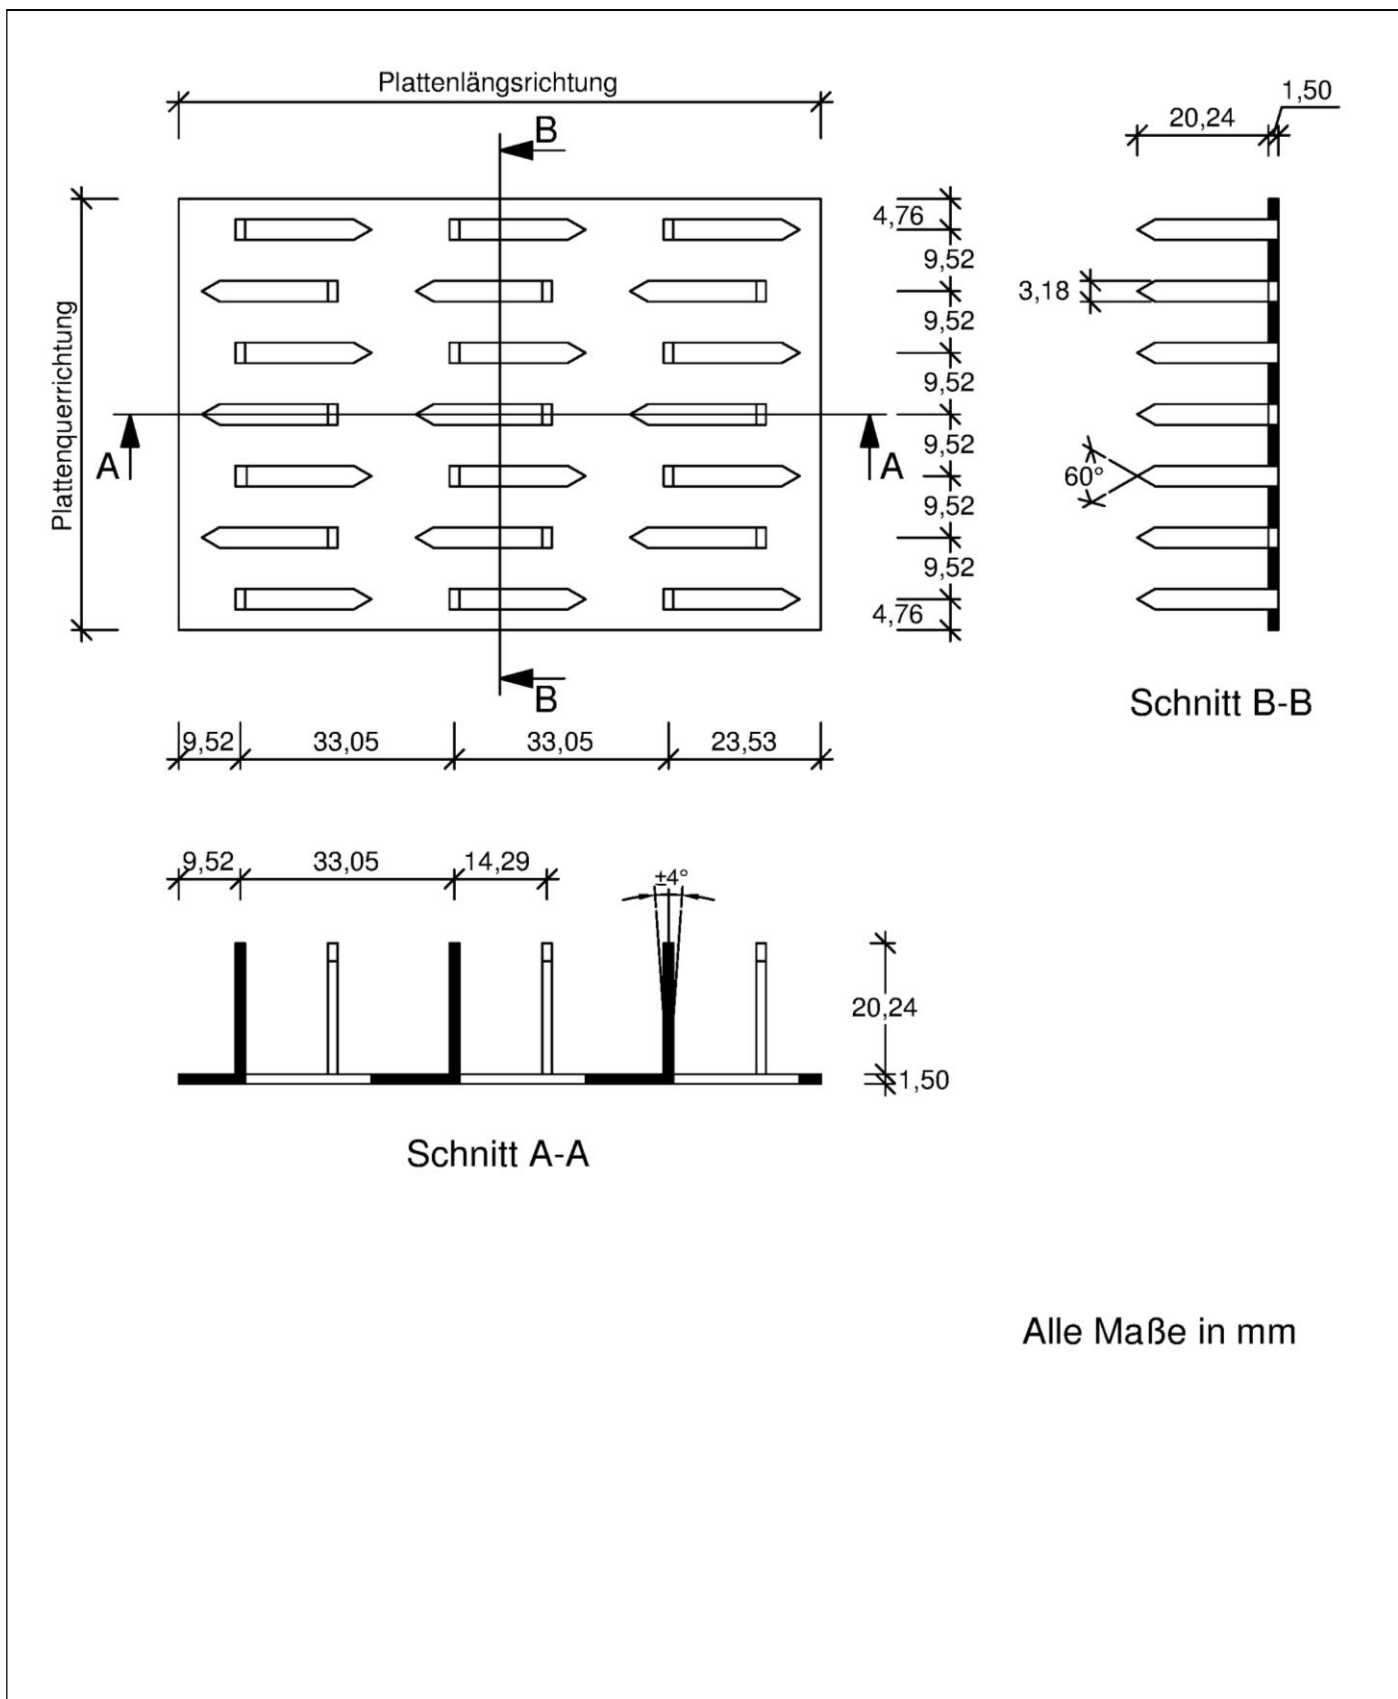 Plattenlängsrichtung
B
1,50
20,24
4,76
9,52
3,18
9,52
Plattenquerrichtung
9,52
A
A
9,52
60°
9,52
9,52
4,76
B
Schnitt B-B
9,52
33,05
33,05
23,53
9,52
33,05
14,29
±4°
20,24
1,50
Schnitt A-A
Alle Maße in mm